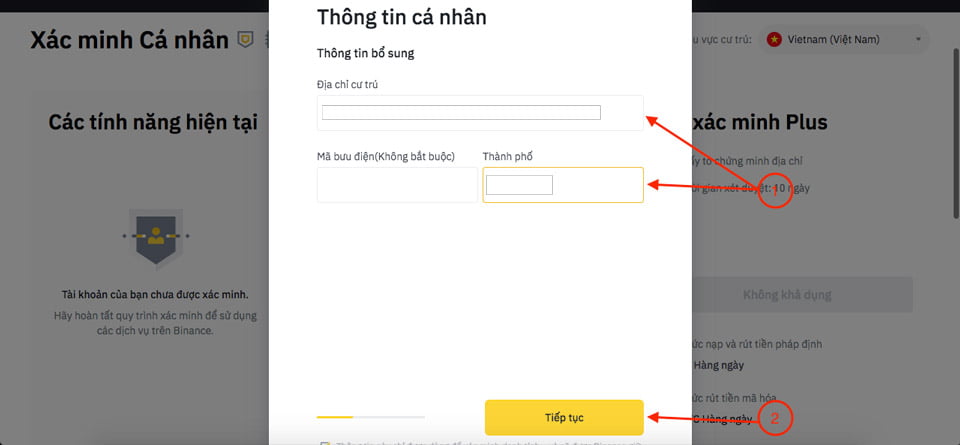 Thông tin cá nhân
Xác minh Cá nhân
u vực cư trú:
Vietnam (Việt Nam)
Thông tin bổ sung
Địa chỉ cư trú
Các tính năng hiện tại
xác minh Plus
Mã bưu điện(Không bắt buộc)
Thành phố
ấy tờ chứng minh địa chỉ
ời gian xét duyệt: 10 ngày
1
Tài khoản của bạn chưa được xác minh.
Hãy hoàn tất quy trình xác minh để sử dụng
các dịch vụ trên Binance.
Không khả dụng
ức nạp và rút tiền pháp định
Hàng ngày
ức rút tiền mã hóa
Hàng ngày
2
Tiếp tục